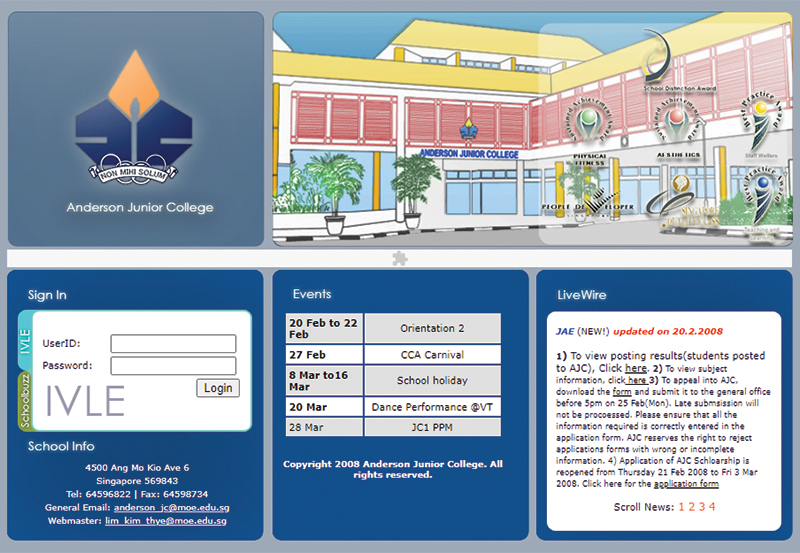 NON MIHI SOLUM
Anderson Junior College
ANDERSON JUNIOR COLLEGE
School Distinction Award
Sustained Achievement
PHYSICAL
FITNESS
Sustained Achievement
AESTHETICS
Best Practice Award
Staff Welfare
PEOPLE DEVELOPER
SINGAPORE
Best Practice Award
Teaching and
Sign In
IVLE
Schoolbuzz
UserID:
Password:
Login
IVLE
School Info
4500 Ang Mo Kio Ave 6
Singapore 569843
Tel: 64596822 | Fax: 64598734
General Email: anderson_jc@moe.edu.sg
Webmaster: lim_kim_thye@moe.edu.sg
Events
20 Feb to 22 Orientation 2
Feb
27 Feb CCA Carnival
8 Mar to16 School holiday
Mar
20 Mar Dance Performance @VT
28 Mar JC1 PPM
Copyright 2008 Anderson Junior College. All
rights reserved.
LiveWire
JAE (NEW!) updated on 20.2.2008
1) To view posting results(students posted
to AJC), Click here. 2) To view subject
information, click here 3) To appeal into AJC,
download the form and submit it to the general office
before 5pm on 25 Feb(Mon). Late submsission will
not be procoessed. Please ensure that all the
information required is correctly entered in the
application form. AJC reserves the right to reject
applications forms with wrong or incomplete
information. 4) Application of AJC Schloarship is
reopened from Thursday 21 Feb 2008 to Fri 3 Mar
2008. Click here for the application form
Scroll News: 1 2 3 4